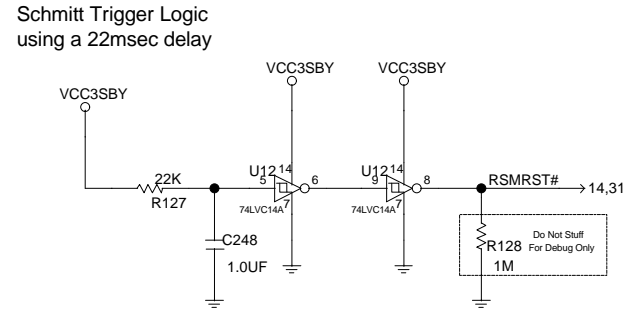 Schmitt Trigger Logic
using a 22msec delay
VCC3SBY
VCC3SBY
VCC3SBY
22K
R127
U12 14
5
6
74LVC14A 7
U12 14
9
8
74LVC14A 7
RSMRST#
14,31
C248
1.0UF
R128
1M
Do Not Stuff
For Debug Only